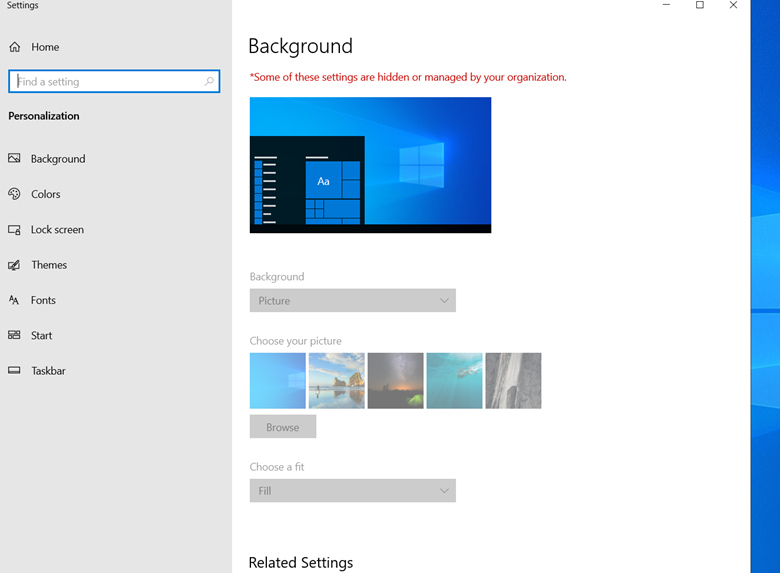 Settings
Home
Find a setting
Personalization
Background
Colors
Lock screen
Themes
Fonts
Start
Taskbar
Background
*Some of these settings are hidden or managed by your organization.
Aa
Background
Picture
Choose your picture
Browse
Choose a fit
Fill
Related Settings